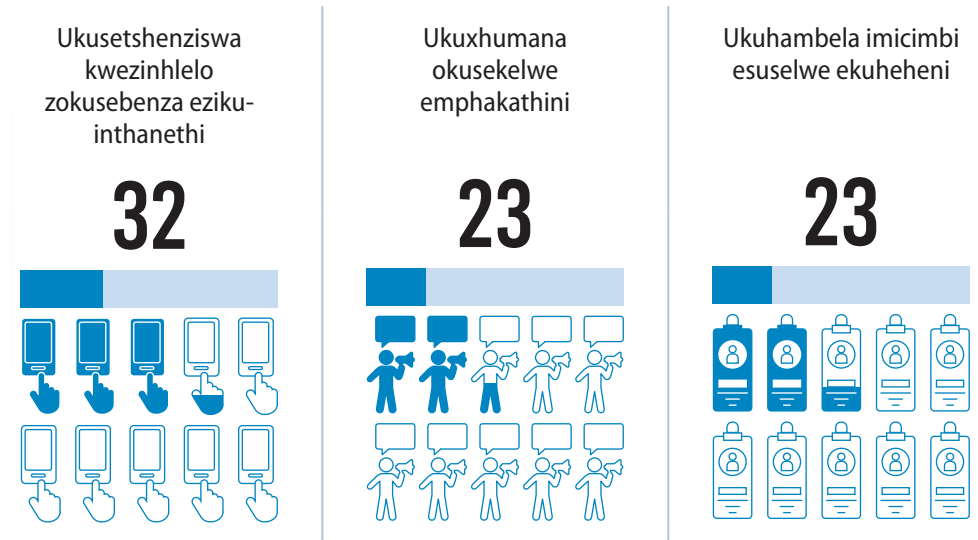 Ukusetshenziswa
kwezinhlelo
zokusebenza eziku-
inthanethi
32
Ukuxhumana
okusekelwe
emphakathini
23
Ukuhambela imicimbi
esuselwe ekuheheni
23